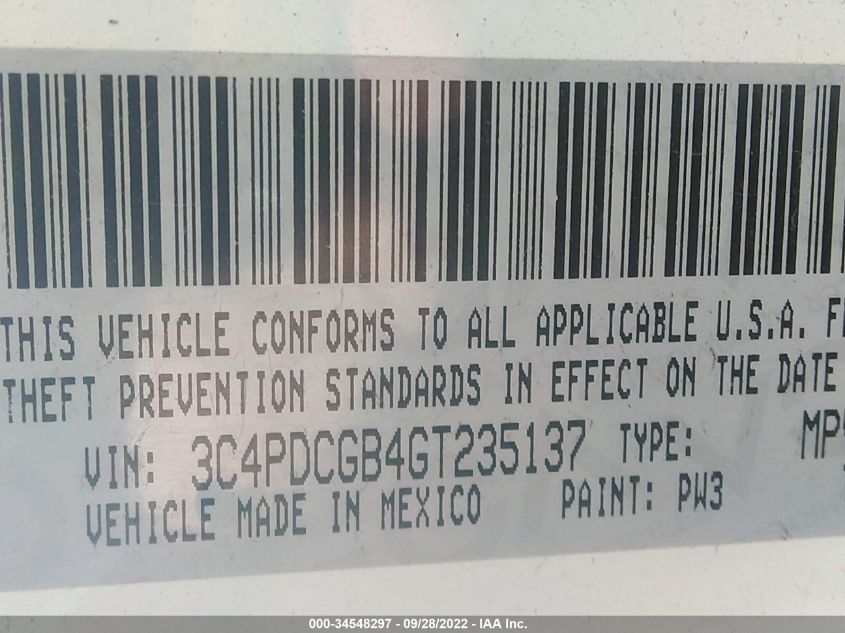 THIS VEHICLE CONFORMS TO ALL APPLICABLE U.S.A.
THEFT PREVENTION STANDARDS IN EFFECT ON THE DATE
VIN: 3C4PDCGB4GT235137 TYPE:
VEHICLE MADE IN MEXICO PAINT: PW3
000-34548297 - 09/28/2022 - IAA Inc.